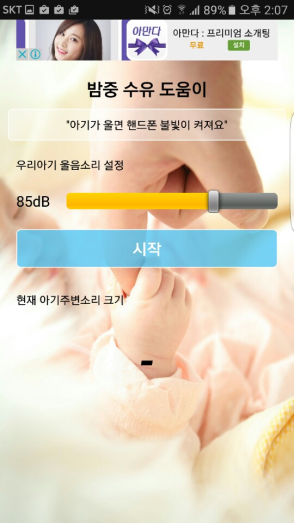 SKT 89% 오후 2:07
아만다 아만다 : 프리미엄 소개팅
무료 설치
밤중 수유 도움이
"아기가 울면 핸드폰 불빛이 켜져요"
우리아기 울음소리 설정
85dB
시작
현재 아기주변소리 크기
-